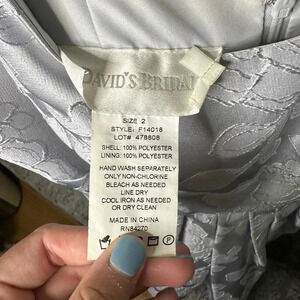 DAVID'S BRIDAL
SIZE 2
STYLE: F14018
LOT# 478808
SHELL: 100% POLYESTER
LINING: 100% POLYESTER
HAND WASH SEPARATELY
ONLY NON-CHLORINE
BLEACH AS NEEDED
LINE DRY
COOL IRON AS NEEDED
OR DRY CLEAN
MADE IN CHINA
RN84270
P